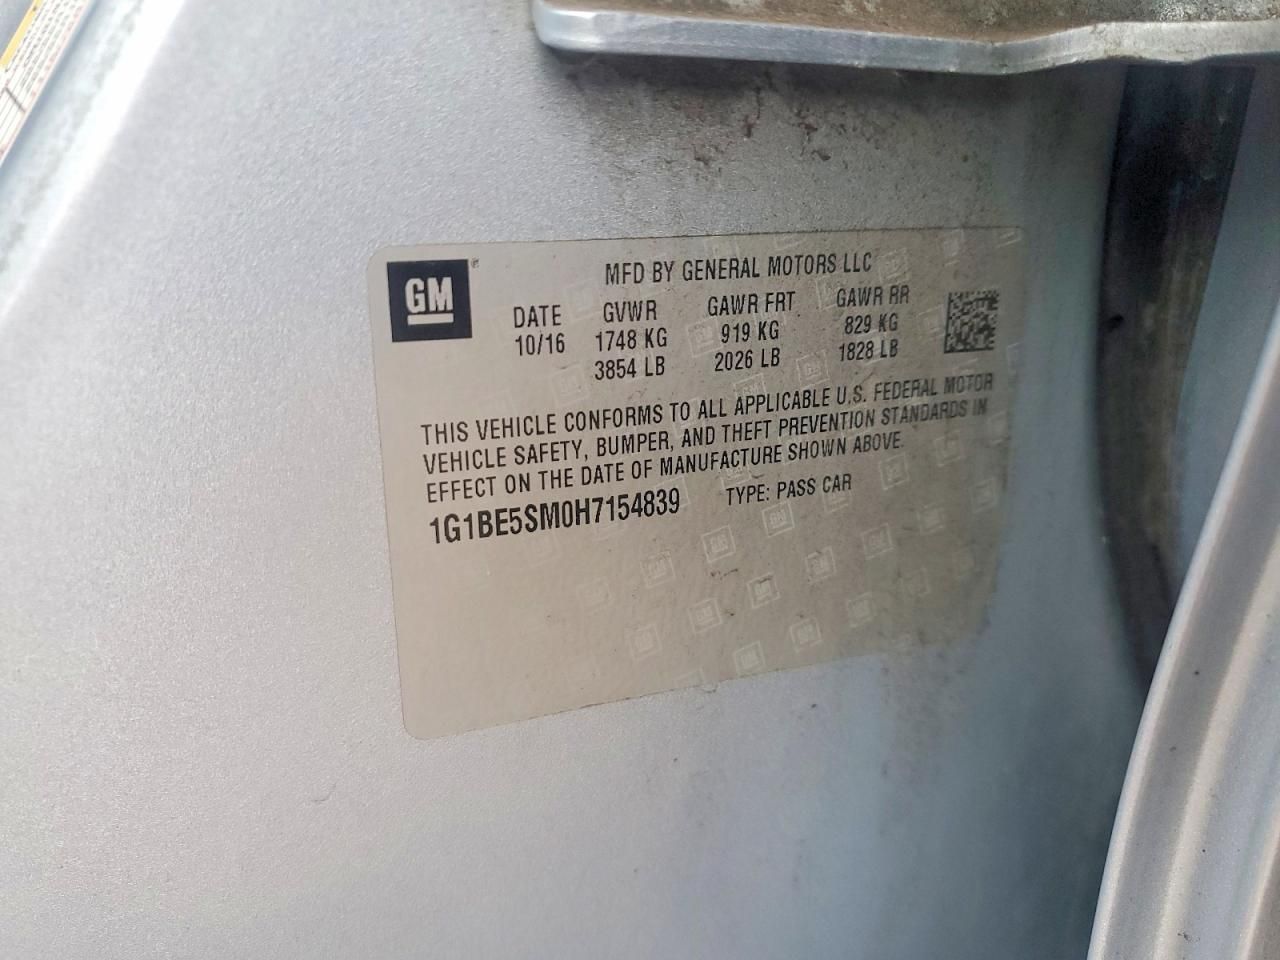 GM®
MFD BY GENERAL MOTORS LLC
DATE GVWR GAWR FRT GAWR RR
10/16 1748 KG 919 KG 829 KG
3854 LB 2026 LB 1828 LB
THIS VEHICLE CONFORMS TO ALL APPLICABLE U.S. FEDERAL MOTOR
VEHICLE SAFETY, BUMPER, AND THEFT PREVENTION STANDARDS IN
EFFECT ON THE DATE OF MANUFACTURE SHOWN ABOVE.
1G1BE5SM0H7154839 TYPE: PASS CAR